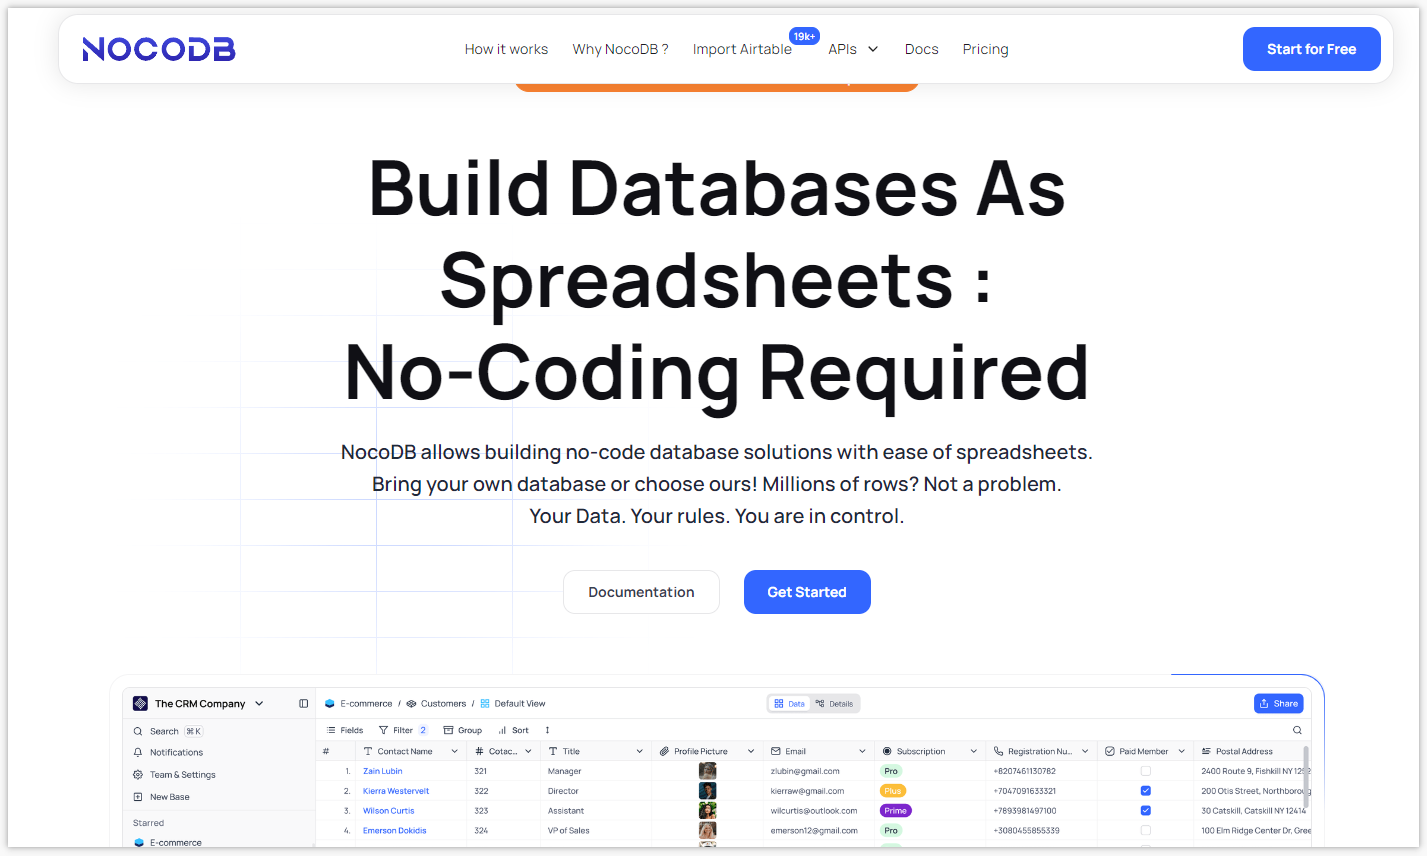 NOCODB
How it works
Why NocoDB ?
Import Airtable
19k+
APIs
Docs
Pricing
Start for Free
Build Databases As
Spreadsheets :
No-Coding Required
NocoDB allows building no-code database solutions with ease of spreadsheets.
Bring your own database or choose ours! Millions of rows? Not a problem.
Your Data. Your rules. You are in control.
Documentation
Get Started
The CRM Company
E-commerce / Customers / Default View
Data
Details
Share
Search ⌘ K
Notifications
Team & Settings
New Base
Starred
E-commerce
Fields
Filter 2
Group
Sort
# Contact Name # Cotac... Title Profile Picture Email Subscription Registration Nu... Paid Member Postal Address
1. Zain Lubin 321 Manager zlubin@gmail.com Pro +8207461130782 2400 Route 9, Fishkill NY 1252
2. Kierra Westervelt 322 Director kierraw@gmail.com Plus +7047091633321 200 Otis Street, Northboroug
3. Wilson Curtis 323 Assistant wilcurtis@outlook.com Prime +7893981497100 30 Catskill, Catskill NY 12414
4. Emerson Dokidis 324 VP of Sales emerson12@gmail.com Pro +3080455855339 100 Elm Ridge Center Dr, Gree